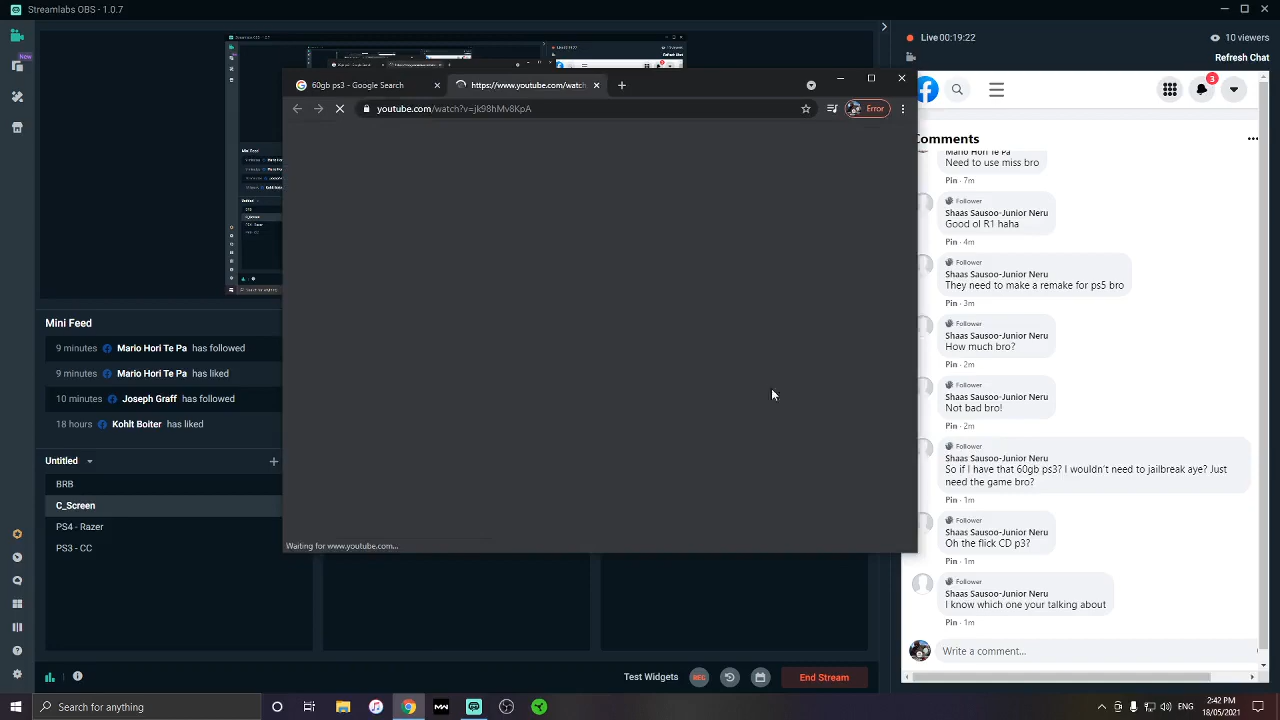 Streamlabs OBS - 1.0.7
Live 00:19:22
10 viewers
Refresh Chat
New
60gb ps3 - Google Search
https://www.youtube.com/watch
youtube.com/watch?v=jk98hMv8KpA
Error
3
Comments
Mario Hori Te Pa
Need to use miss bro
Pin · 7m
Follower
Shaas Sausoo-Junior Neru
Good ol R1 haha
Pin · 4m
Follower
Shaas Sausoo-Junior Neru
They need to make a remake for ps5 bro
Pin · 3m
Follower
Shaas Sausoo-Junior Neru
How much bro?
Pin · 2m
Follower
Shaas Sausoo-Junior Neru
Not bad bro!
Pin · 2m
Follower
Shaas Sausoo-Junior Neru
So if I have that 60gb ps3? I wouldn't need to jailbreak aye? Just
need the game bro?
Pin · 1m
Follower
Shaas Sausoo-Junior Neru
Oh the flick CD p3?
Pin · 1m
Follower
Shaas Sausoo-Junior Neru
I know which one your talking about
Pin · 1m
Write a comment...
Mini Feed
9 minutes Mario Hori Te Pa has followed
9 minutes Mario Hori Te Pa has liked
10 minutes Joseph Graff has followed
18 hours Kohlt Boiter has liked
Untitled
BRB
C_Screen
PS4 - Razer
PS3 - CC
Waiting for www.youtube.com...
Test Widgets
REC
End Stream
Search for anything
2:42 PM
18/05/2021